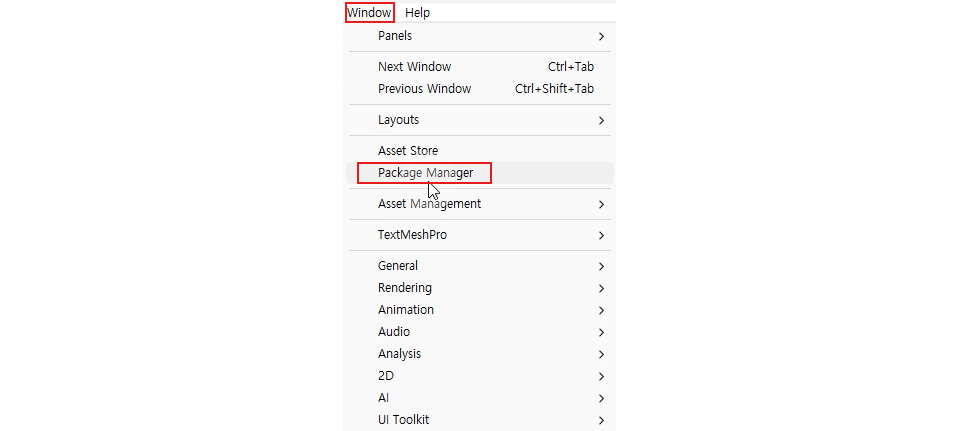 Window Help
Panels
Next Window Ctrl+Tab
Previous Window Ctrl+Shift+Tab
Layouts
Asset Store
Package Manager
Asset Management
TextMeshPro
General
Rendering
Animation
Audio
Analysis
2D
AI
UI Toolkit